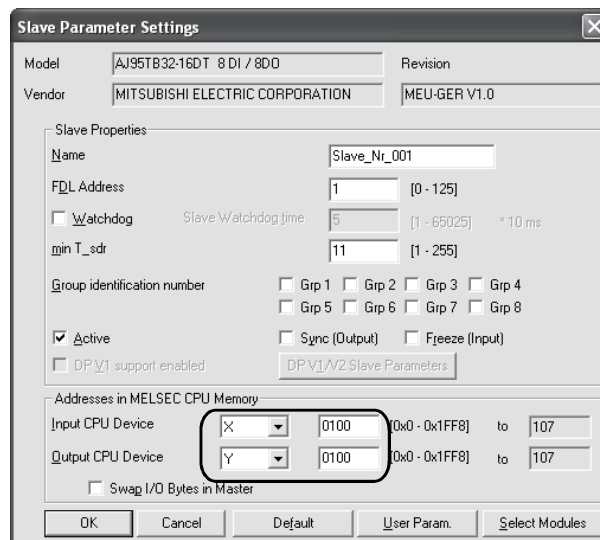 Slave Parameter Settings
Model AJ95TB32-16DT 8 DI / 8DO Revision
Vendor MITSUBISHI ELECTRIC CORPORATION MEU-GER V1.0
Slave Properties
Name Slave_Nr_001
FDL Address 1 [0 - 125]
Watchdog Slave Watchdog time 5 [1 - 65025] * 10 ms
min T_sdr 11 [1 - 255]
Group identification number Grp 1 Grp 2 Grp 3 Grp 4
Grp 5 Grp 6 Grp 7 Grp 8
Active Sync (Output) Freeze (Input)
DP V1 support enabled DP V1/V2 Slave Parameters
Addresses in MELSEC CPU Memory
Input CPU Device X 0100 [0x0 - 0x1FF8] to 107
Output CPU Device Y 0100 [0x0 - 0x1FF8] to 107
Swap I/O Bytes in Master
OK Cancel Default User Param. Select Modules